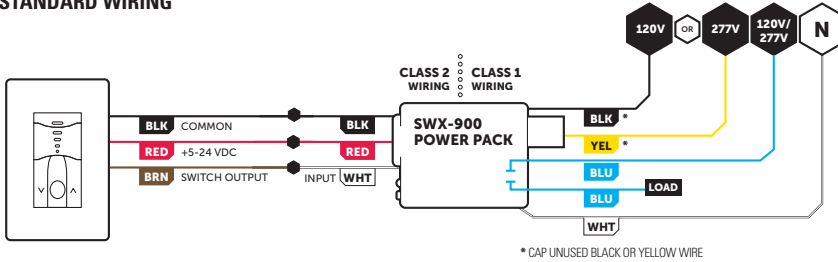 STANDARD WIRING
120V
OR
277V
120V/
277V
N
CLASS 2
WIRING
CLASS 1
WIRING
BLK COMMON
BLK
SWX-900
POWER PACK
BLK *
RED +5-24 VDC
RED
YEL *
BRN SWITCH OUTPUT
INPUT WHT
BLU
BLU
LOAD
WHT
* CAP UNUSED BLACK OR YELLOW WIRE